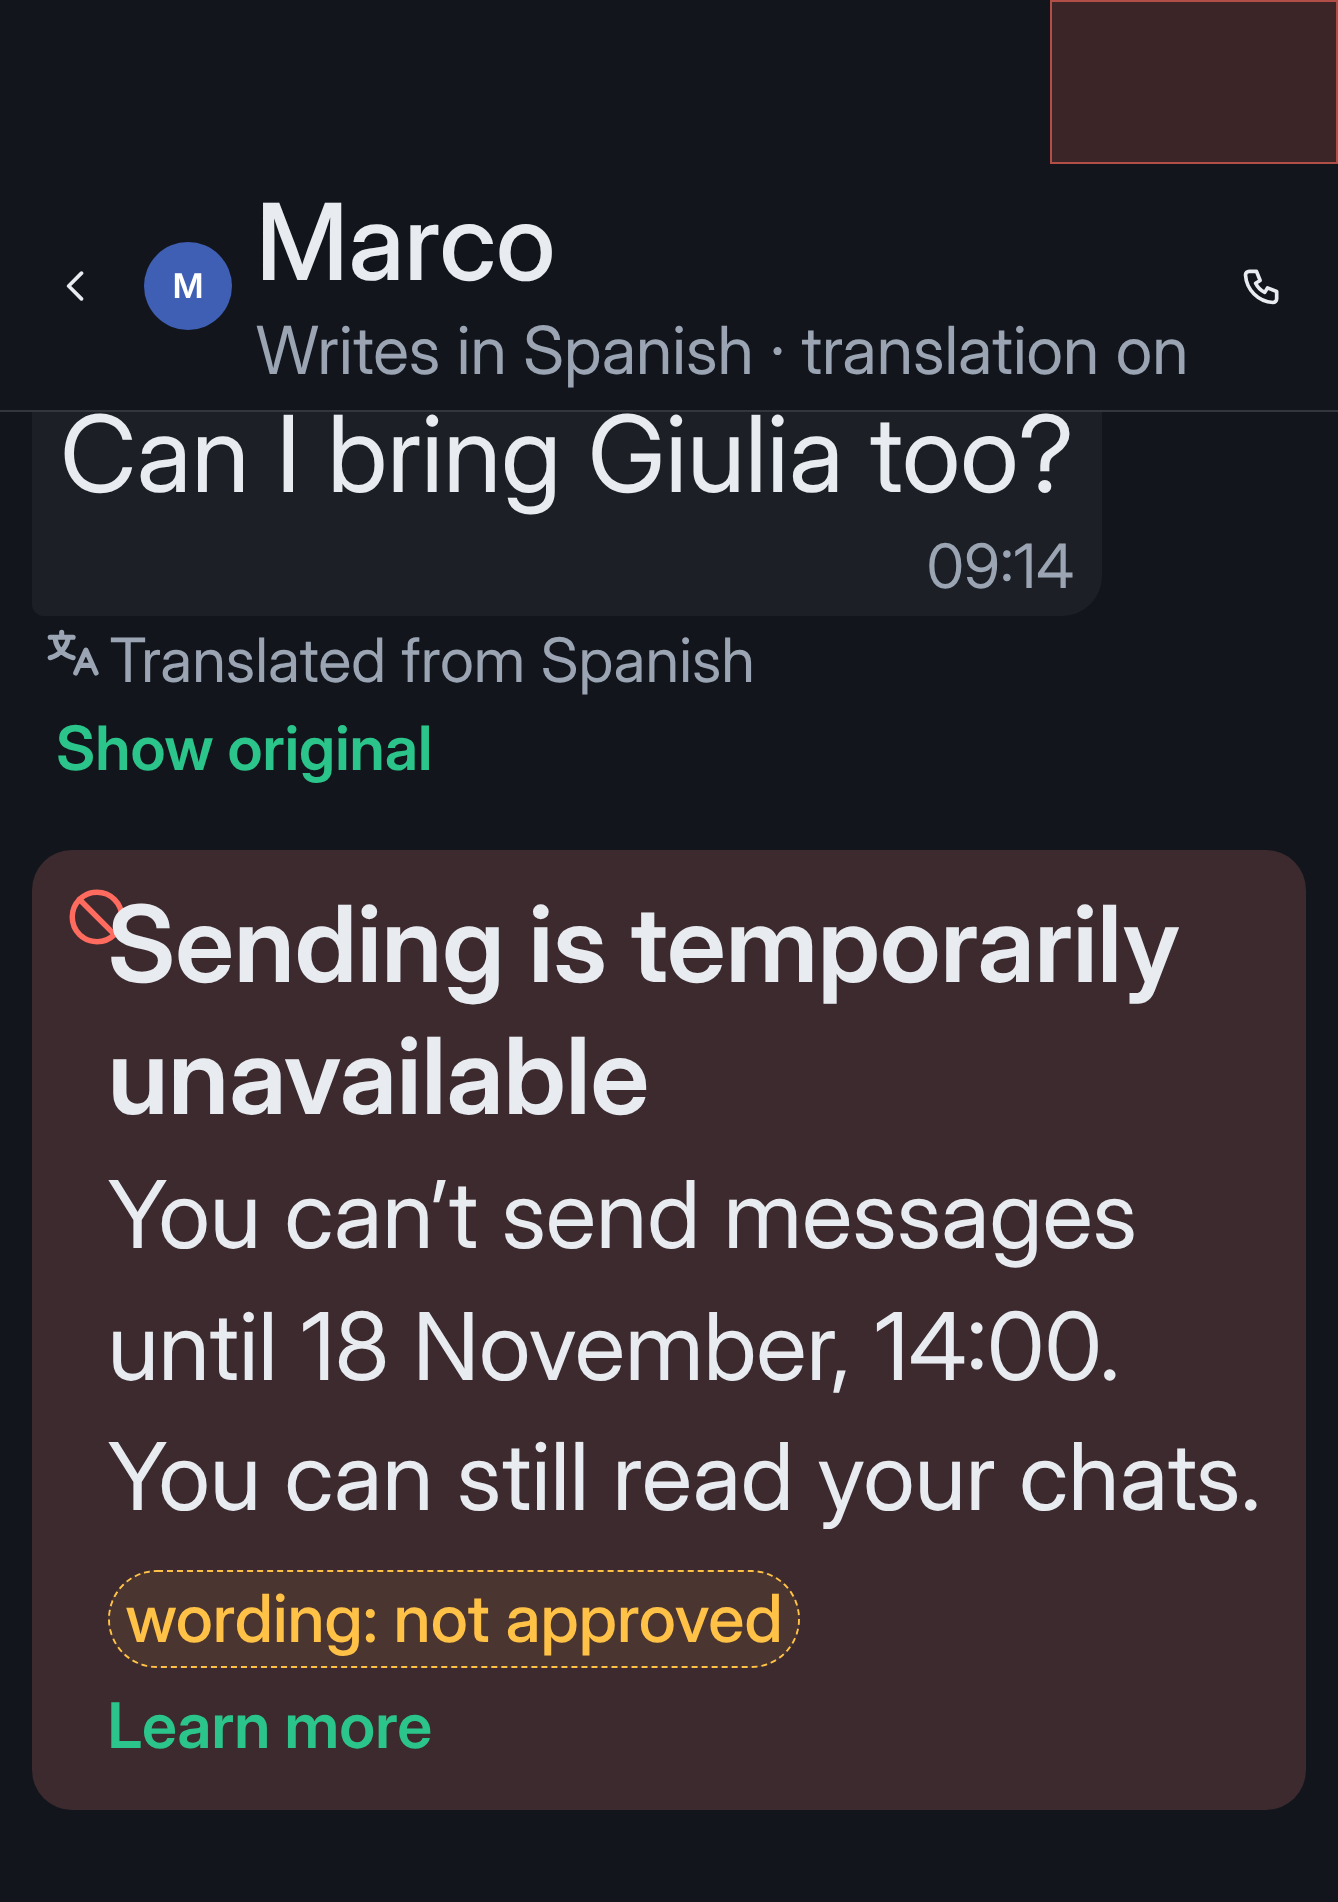 Marco
M
Writes in Spanish · translation on
Can I bring Giulia too?
09:14
Translated from Spanish
Show original
Sending is temporarily
unavailable
You can’t send messages
until 18 November, 14:00.
You can still read your chats.
wording: not approved
Learn more